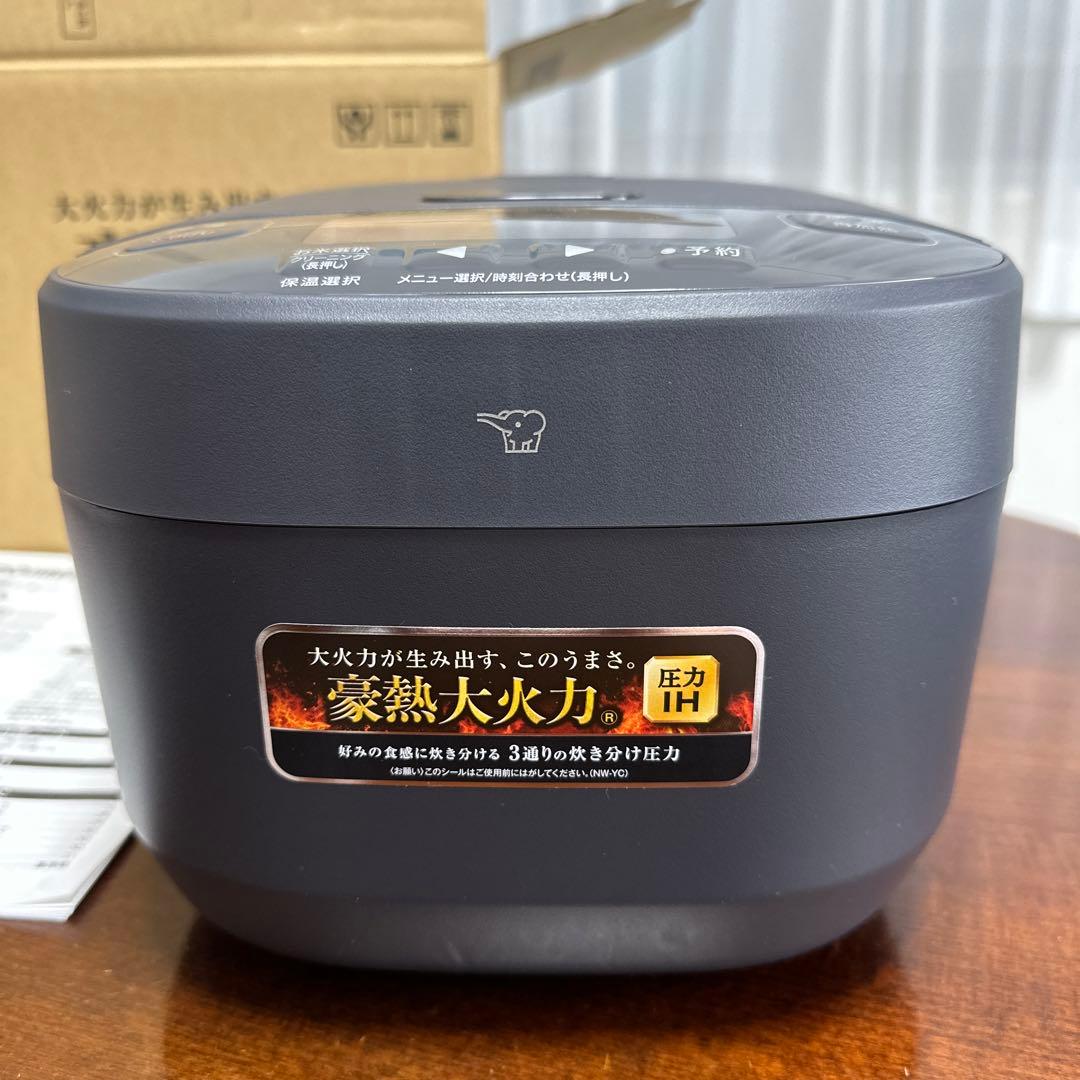 大火力が生み出す
お米選択
クリーニング
(長押し)
保温選択
メニュー選択/時刻合わせ(長押し)
予約
大火力が生み出す、このうまさ。
豪熱大火力®
圧力
IH
好みの食感に炊き分ける 3通りの炊き分け圧力
〈お願い〉このシールはご使用前にはがしてください。(NW-YC)